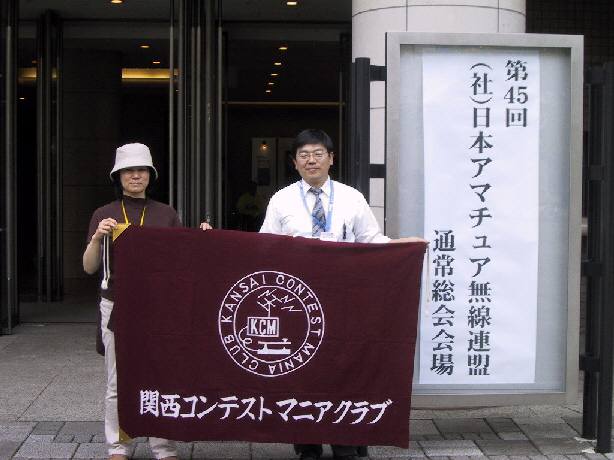 第45回
(社)日本アマチュア無線連盟
通常総会会場
KANSAI CONTEST MANIA CLUB
KCM
関西コンテストマニアクラブ